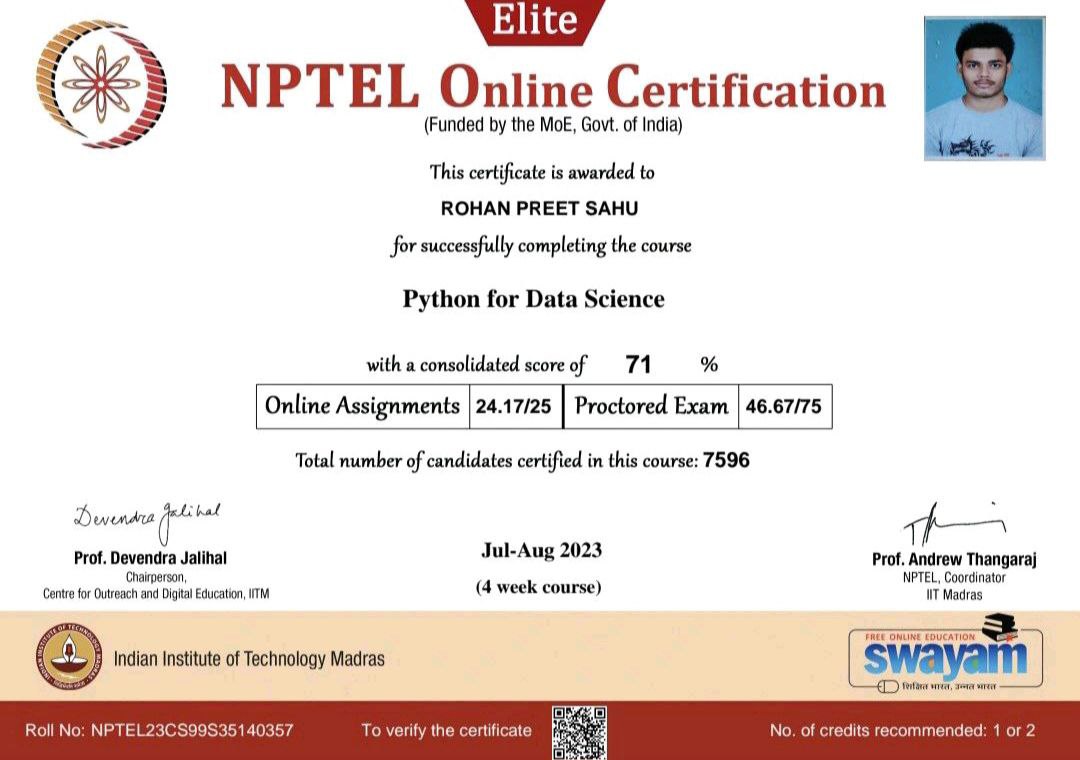 Elite
NPTEL Online Certification
(Funded by the MoE, Govt. of India)
This certificate is awarded to
ROHAN PREET SAHU
for successfully completing the course
Python for Data Science
with a consolidated score of 71 %
Online Assignments 24.17/25 Proctored Exam 46.67/75
Total number of candidates certified in this course: 7596
Devendra Jalihal
Prof. Devendra Jalihal
Chairperson,
Centre for Outreach and Digital Education, IITM
Jul-Aug 2023
(4 week course)
Prof. Andrew Thangaraj
NPTEL, Coordinator
IIT Madras
INDIAN INSTITUTE OF TECHNOLOGY MADRAS
Indian Institute of Technology Madras
FREE ONLINE EDUCATION
swayam
शिक्षित भारत, उन्नत भारत
Roll No: NPTEL23CS99S35140357
To verify the certificate
No. of credits recommended: 1 or 2